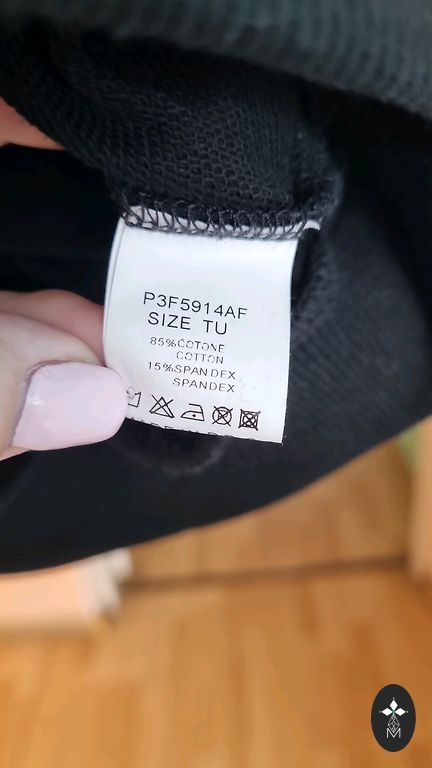 P3F5914AF
SIZE TU
85%COTONE
COTTON
15%SPANDEX
SPANDEX